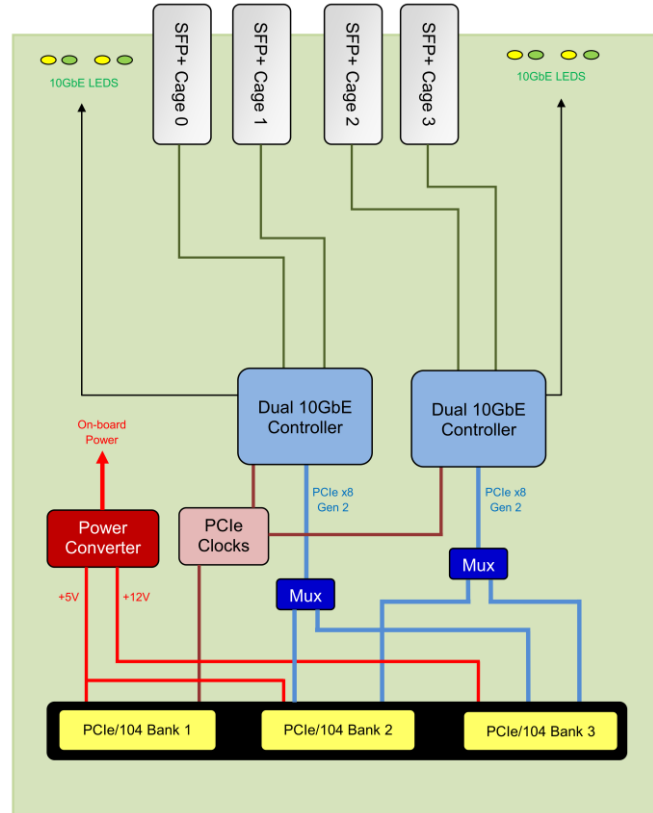 SFP+ Cage 0
SFP+ Cage 1
SFP+ Cage 2
SFP+ Cage 3
10GbE LEDS
10GbE LEDS
Dual 10GbE
Controller
Dual 10GbE
Controller
On-board
Power
PCIe x8
Gen 2
PCIe x8
Gen 2
Power
Converter
PCIe
Clocks
Mux
Mux
+5V
+12V
PCIe/104 Bank 1
PCIe/104 Bank 2
PCIe/104 Bank 3